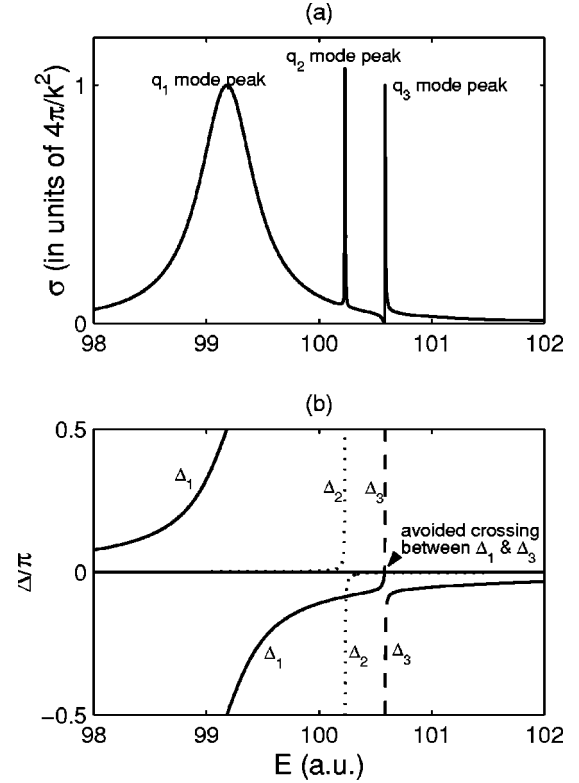 (a)
q₂ mode peak
q₁ mode peak
q₃ mode peak
1
0
σ (in units of 4π/k²)
98 99 100 101 102
E (a.u.)
(b)
0.5
0
−0.5
Δ/π
Δ₁
Δ₂ Δ₃
avoided crossing
between Δ₁ & Δ₃
Δ₁ Δ₂ Δ₃
98 99 100 101 102
E (a.u.)